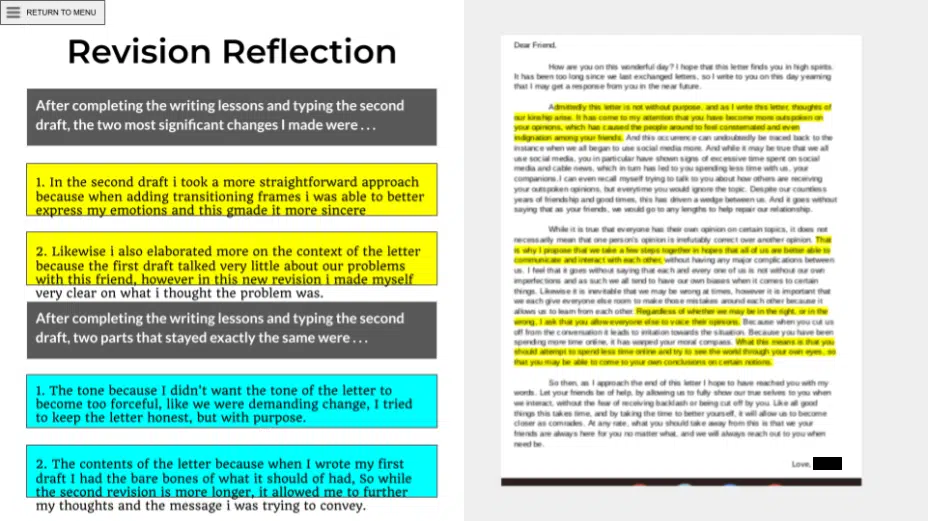 RETURN TO MENU
Revision Reflection
After completing the writing lessons and typing the second
draft, the two most significant changes I made were . . .
1. In the second draft i took a more straightforward approach
because when adding transitioning frames i was able to better
express my emotions and this gmade it more sincere
2. Likewise i also elaborated more on the context of the letter
because the first draft talked very little about our problems
with this friend, however in this new revision i made myself
very clear on what i thought the problem was.
After completing the writing lessons and typing the second
draft, two parts that stayed exactly the same were . . .
1. The tone because I didn't want the tone of the letter to
become too forceful, like we were demanding change, I tried
to keep the letter honest, but with purpose.
2. The contents of the letter because when I wrote my first
draft I had the bare bones of what it should of had, So while
the second revision is more longer, it allowed me to further
my thoughts and the message i was trying to convey.
Dear Friend,
How are you on this wonderful day? I hope that this letter finds you in high spirits.
It has been too long since we last exchanged letters, so I write to you on this day yearning
that I may get a response from you in the near future.
Admittedly this letter is not without purpose, and as I write this letter, thoughts of
our kinship arise. It has come to my attention that you have become more outspoken on
your opinions, which has caused the people around to feel consternated and even
indignation among your friends. And this occurrence can undoubtedly be traced back to the
instance when we all began to use social media more. And while it may be true that we all
use social media, you in particular have shown signs of excessive time spent on social
media and cable news, which in turn has led to you spending less time with us, your
companions. I can even recall myself trying to talk to you about how others are receiving
your outspoken opinions, but everytime you would ignore the topic. Despite our countless
years of friendship and good times, this has driven a wedge between us. And it goes without
saying that as your friends, we would go to any lengths to help repair our relationship.
While it is true that everyone has their own opinion on certain topics, it does not
necessarily mean that one person's opinion is irrefutably correct over another opinion. That
is why I propose that we take a few steps together in hopes that all of us are better able to
communicate and interact with each other, without having any major complications between
us. I feel that it goes without saying that each and every one of us is not without our own
imperfections and as such we all tend to have our own biases when it comes to certain
things. Likewise it is inevitable that we may be wrong at times, however it is important that
we each give everyone else room to make those mistakes around each other because it
allows us to learn from each other. Regardless of whether we may be in the right, or in the
wrong, I ask that you allow everyone else to voice their opinions. Because when you cut us
off from the conversation it leads to irritation towards the situation. Because you have been
spending more time online, it has warped your moral compass. What this means is that you
should attempt to spend less time online and try to see the world through your own eyes, so
that you may be able to come to your own conclusions on certain notions.
So then, as I approach the end of this letter I hope to have reached you with my
words. Let your friends be of help, by allowing us to fully show our true selves to you when
we interact, without the fear of receiving backlash or being cut off by you. Like all good
things this takes time, and by taking the time to better yourself, it will allow us to become
closer as comrades. At any rate, what you should take away from this is that we your
friends are always here for you no matter what, and we will always reach out to you when
need be.
Love,